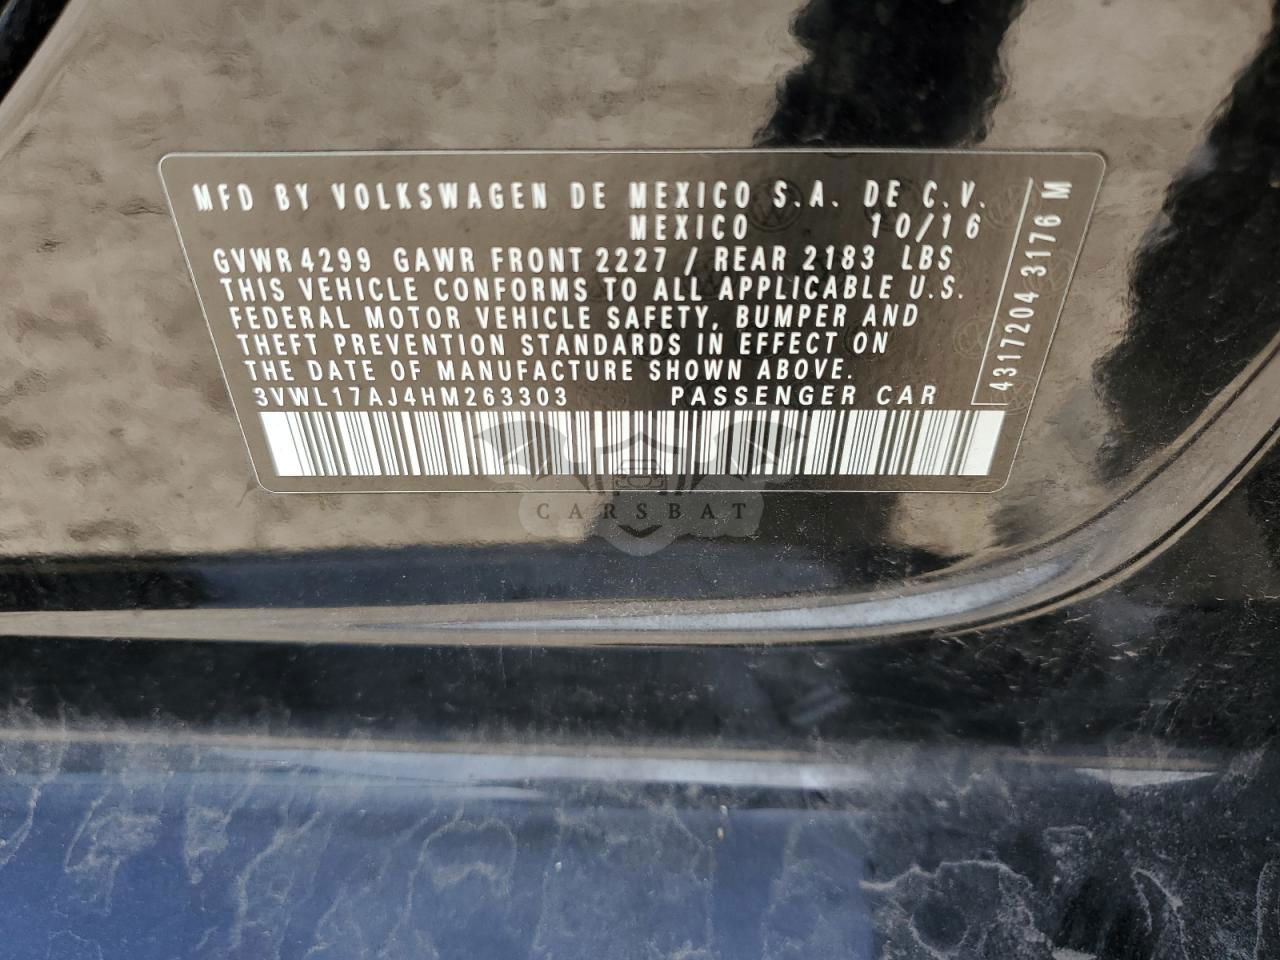 MFD BY VOLKSWAGEN DE MEXICO S.A. DE C.V.
MEXICO 10/16
GVWR 4299 GAWR FRONT 2227 / REAR 2183 LBS
THIS VEHICLE CONFORMS TO ALL APPLICABLE U.S.
FEDERAL MOTOR VEHICLE SAFETY, BUMPER AND
THEFT PREVENTION STANDARDS IN EFFECT ON
THE DATE OF MANUFACTURE SHOWN ABOVE.
3VWL17AJ4HM263303 PASSENGER CAR
4317204 3176 M
CARSBAT